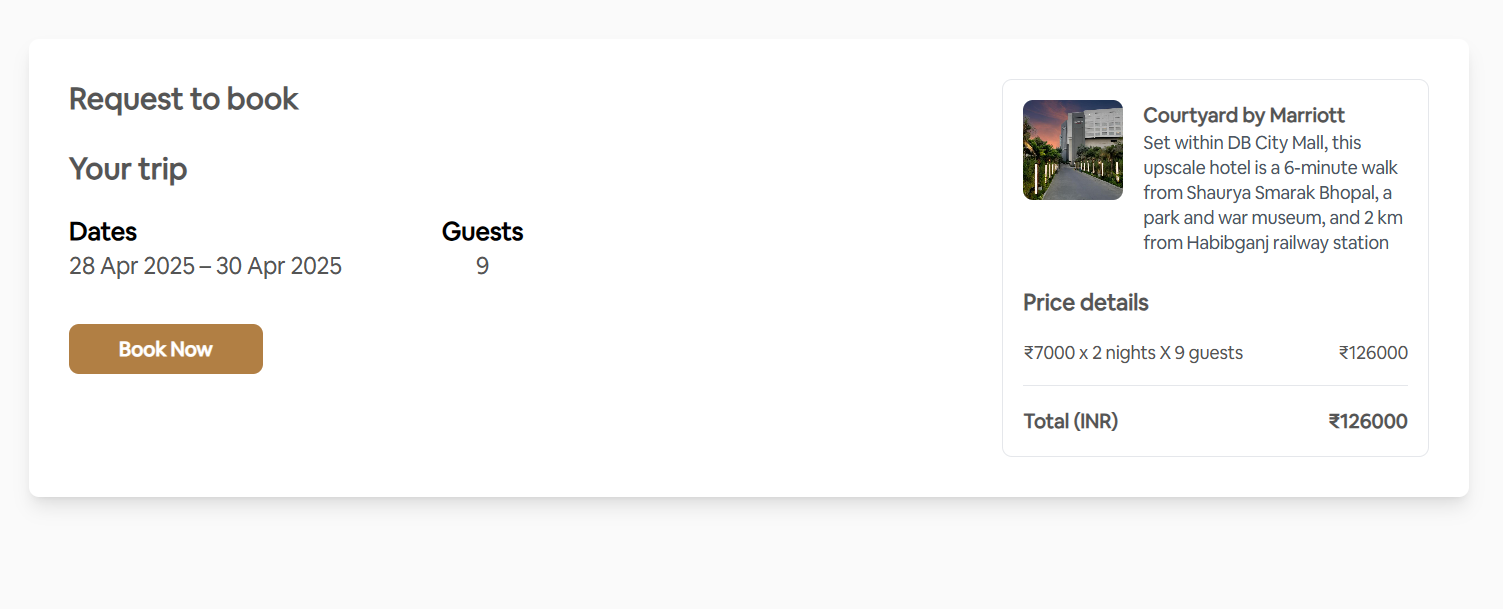 Request to book
Your trip
Dates
28 Apr 2025 – 30 Apr 2025
Guests
9
Book Now
Courtyard by Marriott
Set within DB City Mall, this
upscale hotel is a 6-minute walk
from Shaurya Smarak Bhopal, a
park and war museum, and 2 km
from Habibganj railway station
Price details
₹7000 x 2 nights X 9 guests ₹126000
Total (INR) ₹126000